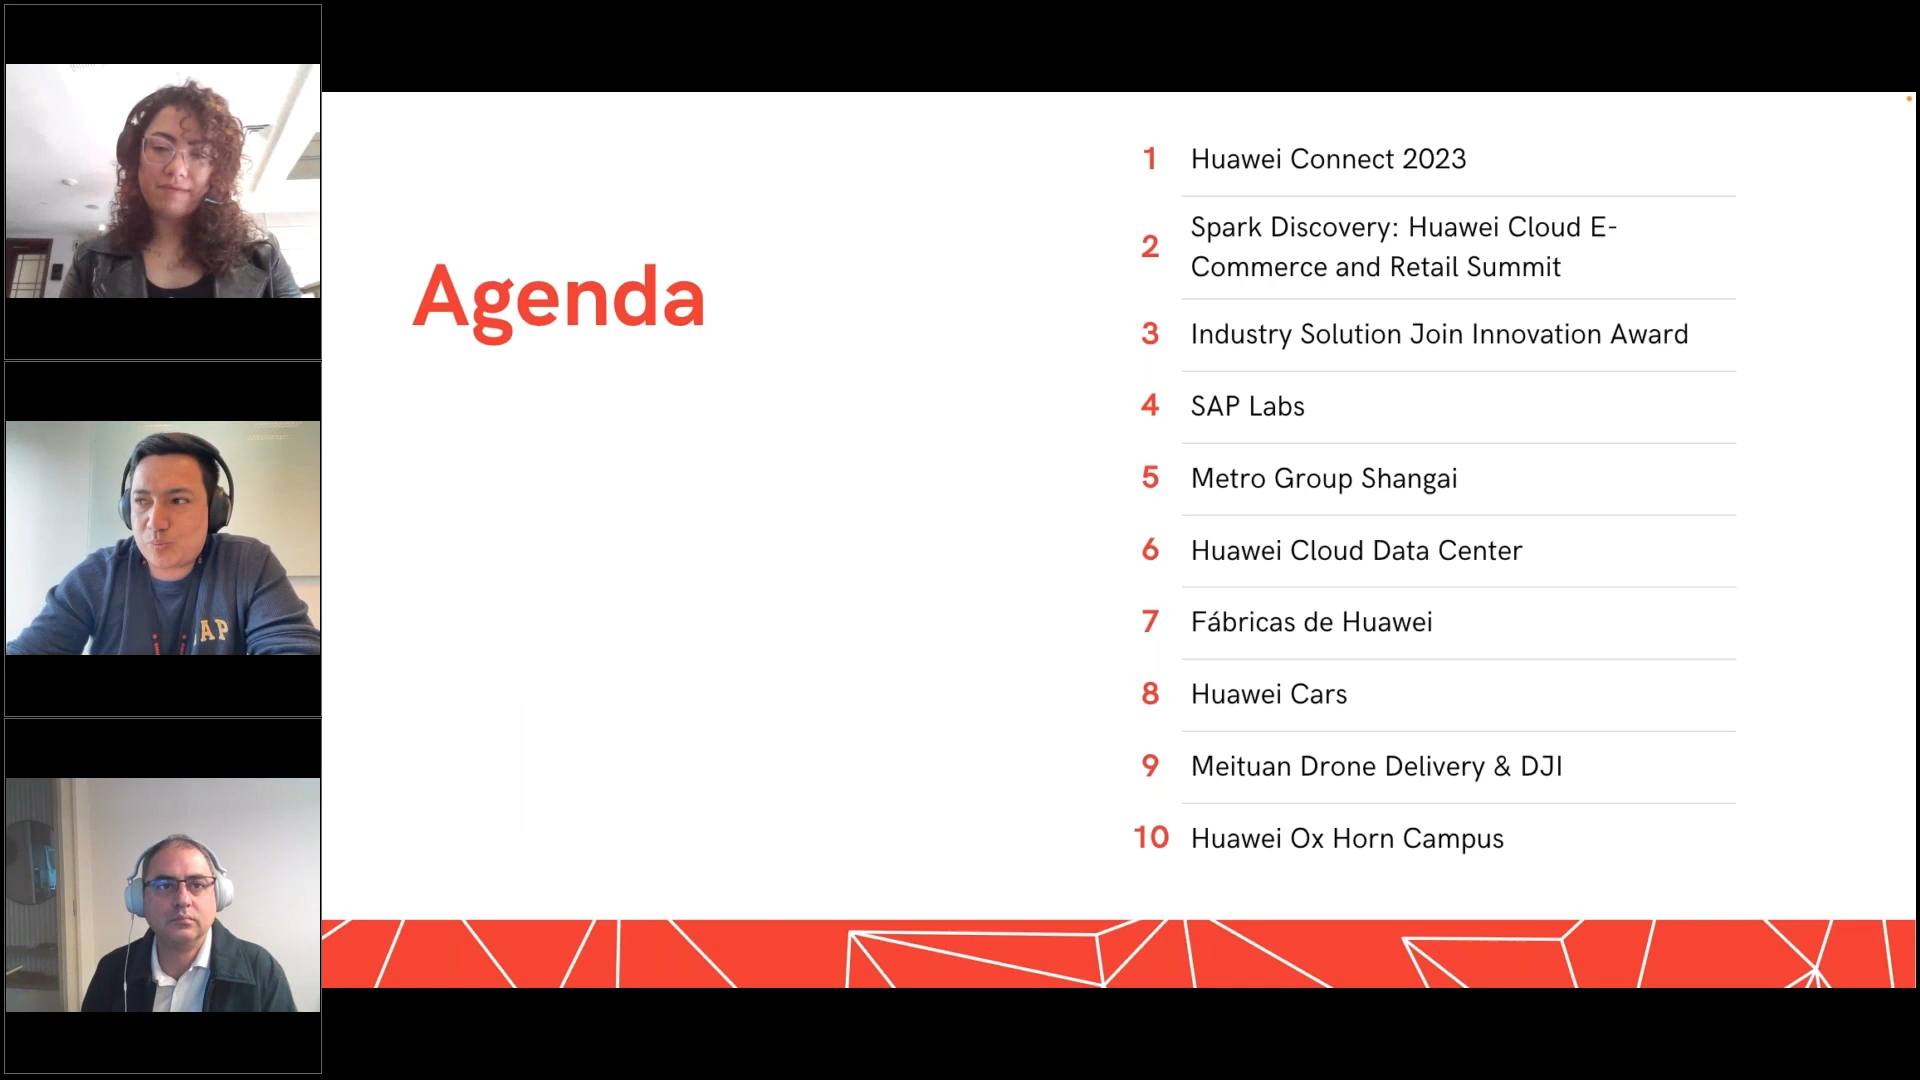 Agenda
1 Huawei Connect 2023
2 Spark Discovery: Huawei Cloud E-
Commerce and Retail Summit
3 Industry Solution Join Innovation Award
4 SAP Labs
5 Metro Group Shangai
6 Huawei Cloud Data Center
7 Fábricas de Huawei
8 Huawei Cars
9 Meituan Drone Delivery & DJI
10 Huawei Ox Horn Campus
AP